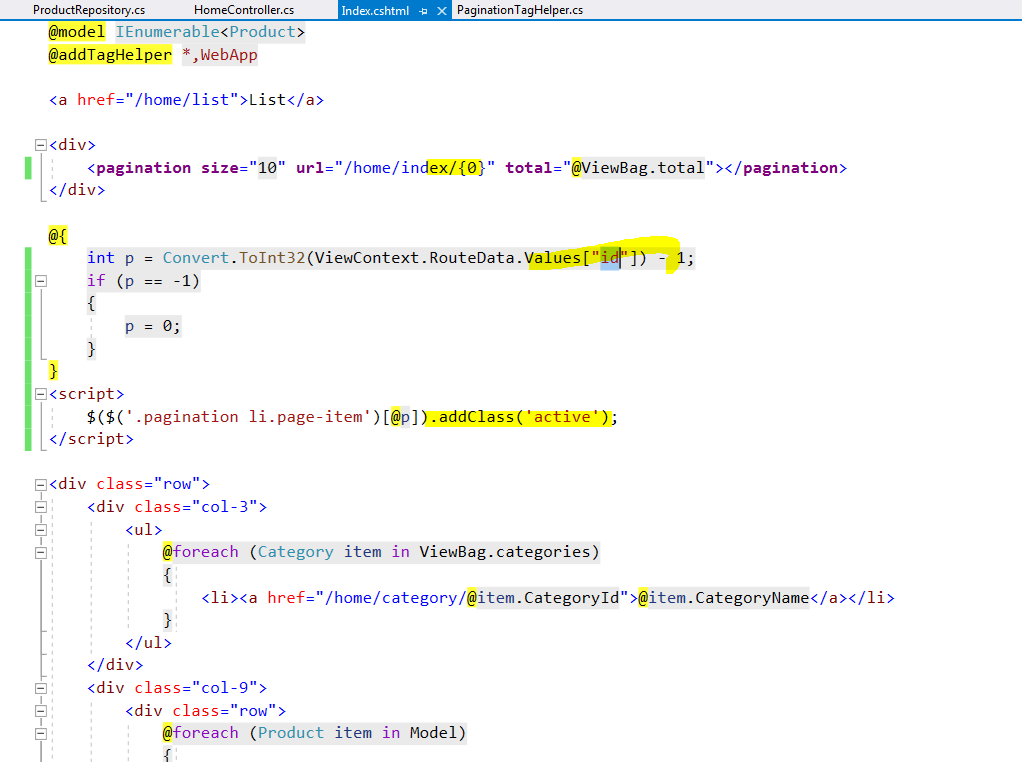 ProductRepository.cs HomeController.cs Index.cshtml PaginationTagHelper.cs
@model IEnumerable<Product>
@addTagHelper *,WebApp
<a href="/home/list">List</a>
<div>
<pagination size="10" url="/home/index/{0}" total="@ViewBag.total"></pagination>
</div>
@{
int p = Convert.ToInt32(ViewContext.RouteData.Values["id"]) - 1;
if (p == -1)
{
p = 0;
}
}
<script>
$($('.pagination li.page-item')[@p]).addClass('active');
</script>
<div class="row">
<div class="col-3">
<ul>
@foreach (Category item in ViewBag.categories)
{
<li><a href="/home/category/@item.CategoryId">@item.CategoryName</a></li>
}
</ul>
</div>
<div class="col-9">
<div class="row">
@foreach (Product item in Model)
{